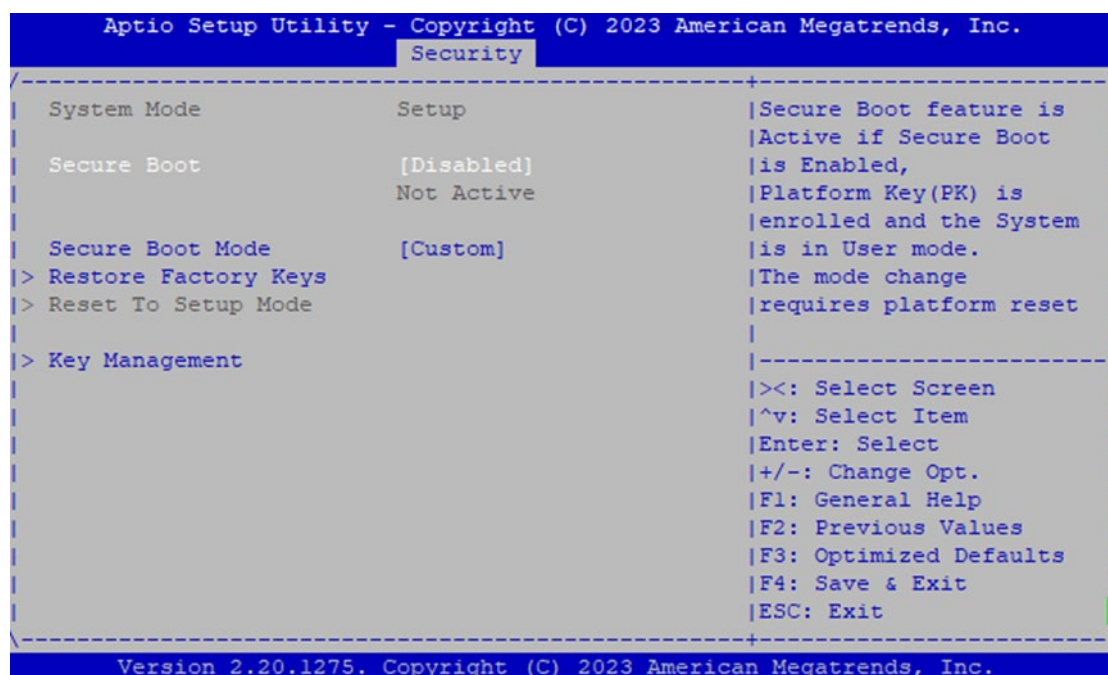 Aptio Setup Utility - Copyright (C) 2023 American Megatrends, Inc.
Security
System Mode Setup
Secure Boot [Disabled]
Not Active
Secure Boot Mode [Custom]
> Restore Factory Keys
> Reset To Setup Mode
> Key Management
Secure Boot feature is
Active if Secure Boot
is Enabled,
Platform Key(PK) is
enrolled and the System
is in User mode.
The mode change
requires platform reset
><: Select Screen
^v: Select Item
Enter: Select
+/-: Change Opt.
F1: General Help
F2: Previous Values
F3: Optimized Defaults
F4: Save & Exit
ESC: Exit
Version 2.20.1275. Copyright (C) 2023 American Megatrends, Inc.